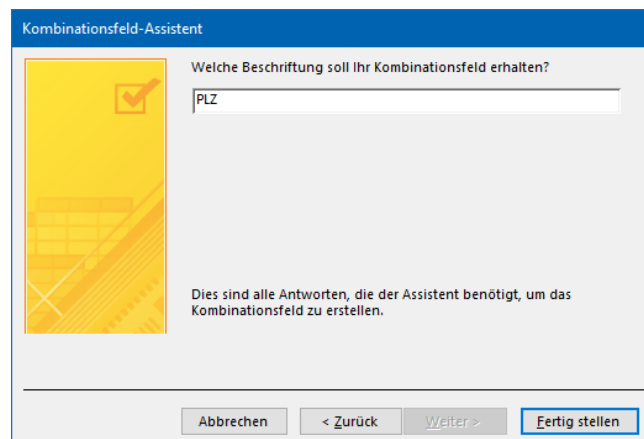 Kombinationsfeld-Assistent
Welche Beschriftung soll Ihr Kombinationsfeld erhalten?
PLZ
Dies sind alle Antworten, die der Assistent benötigt, um das
Kombinationsfeld zu erstellen.
Abbrechen < Zurück Weiter > Fertig stellen